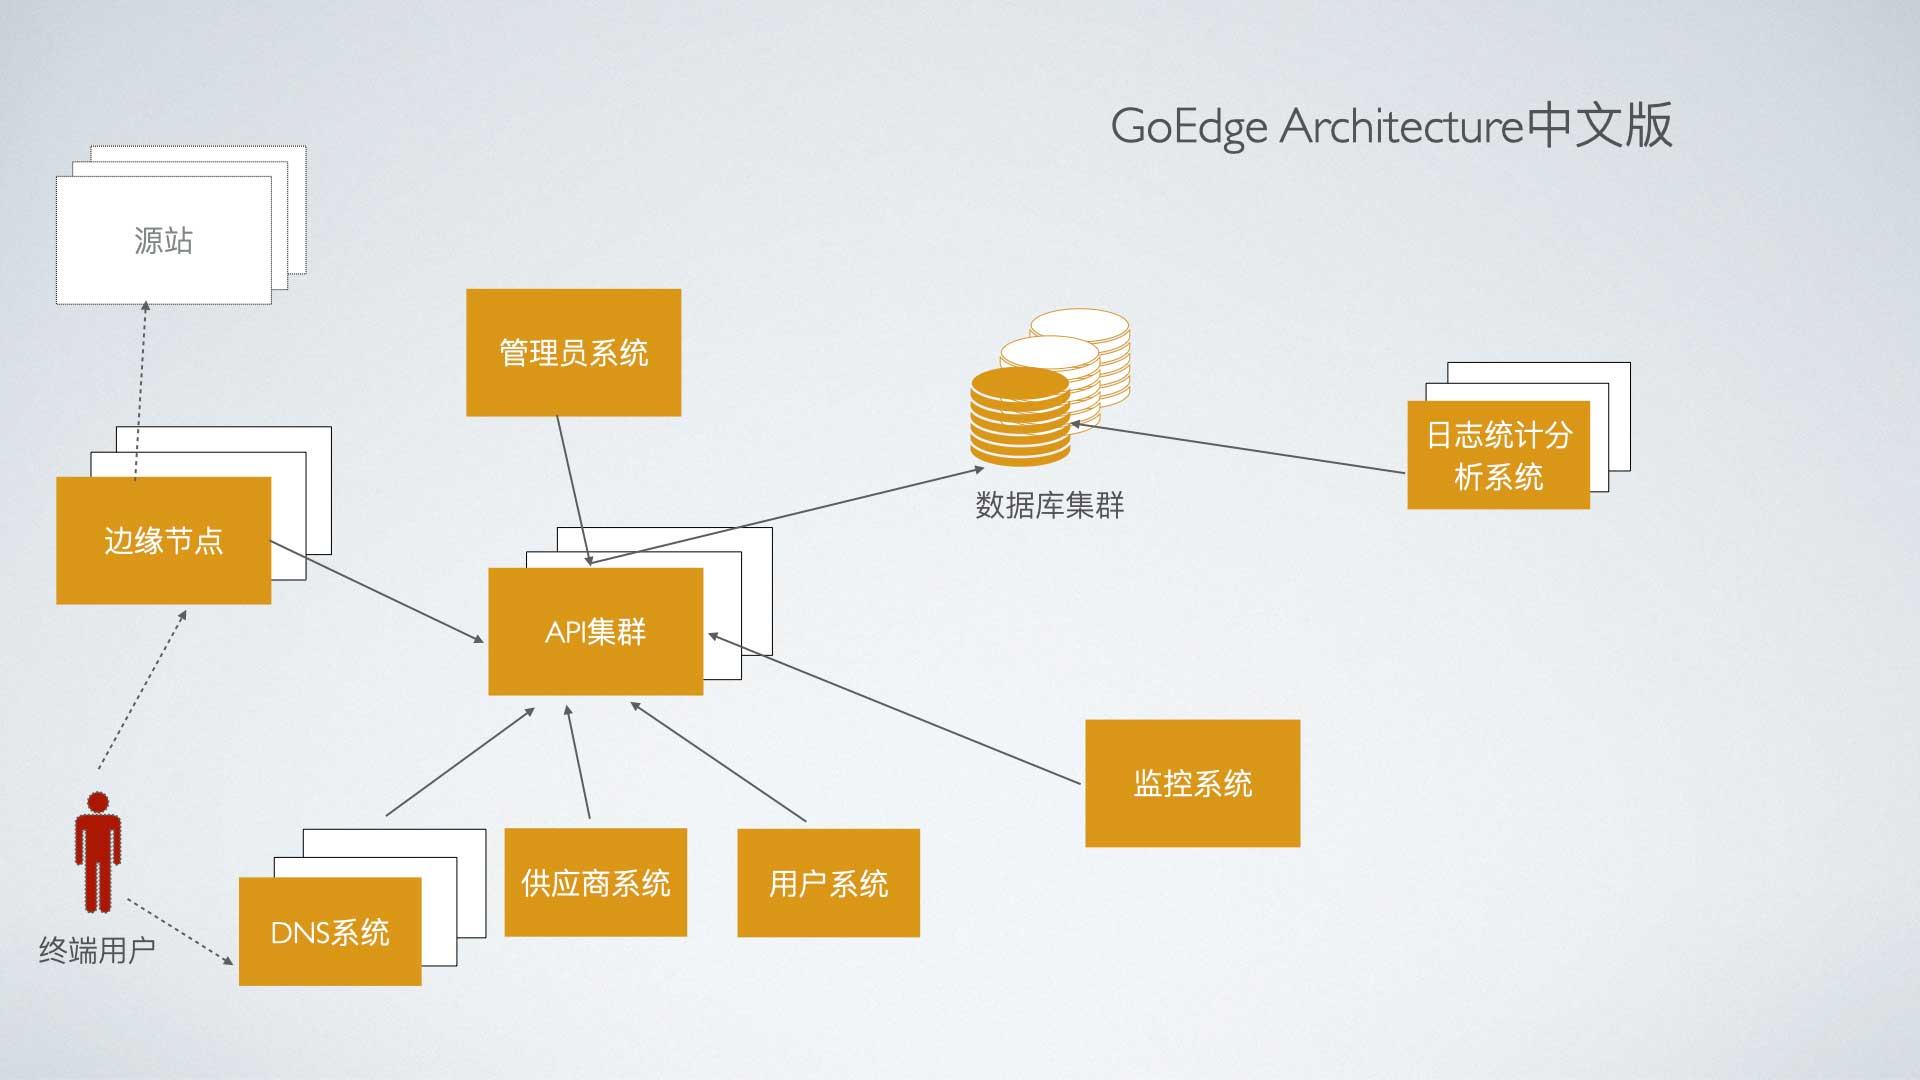 GoEdge Architecture中文版
源站
管理员系统
日志统计分
析系统
数据库集群
边缘节点
API集群
监控系统
供应商系统
用户系统
DNS系统
终端用户